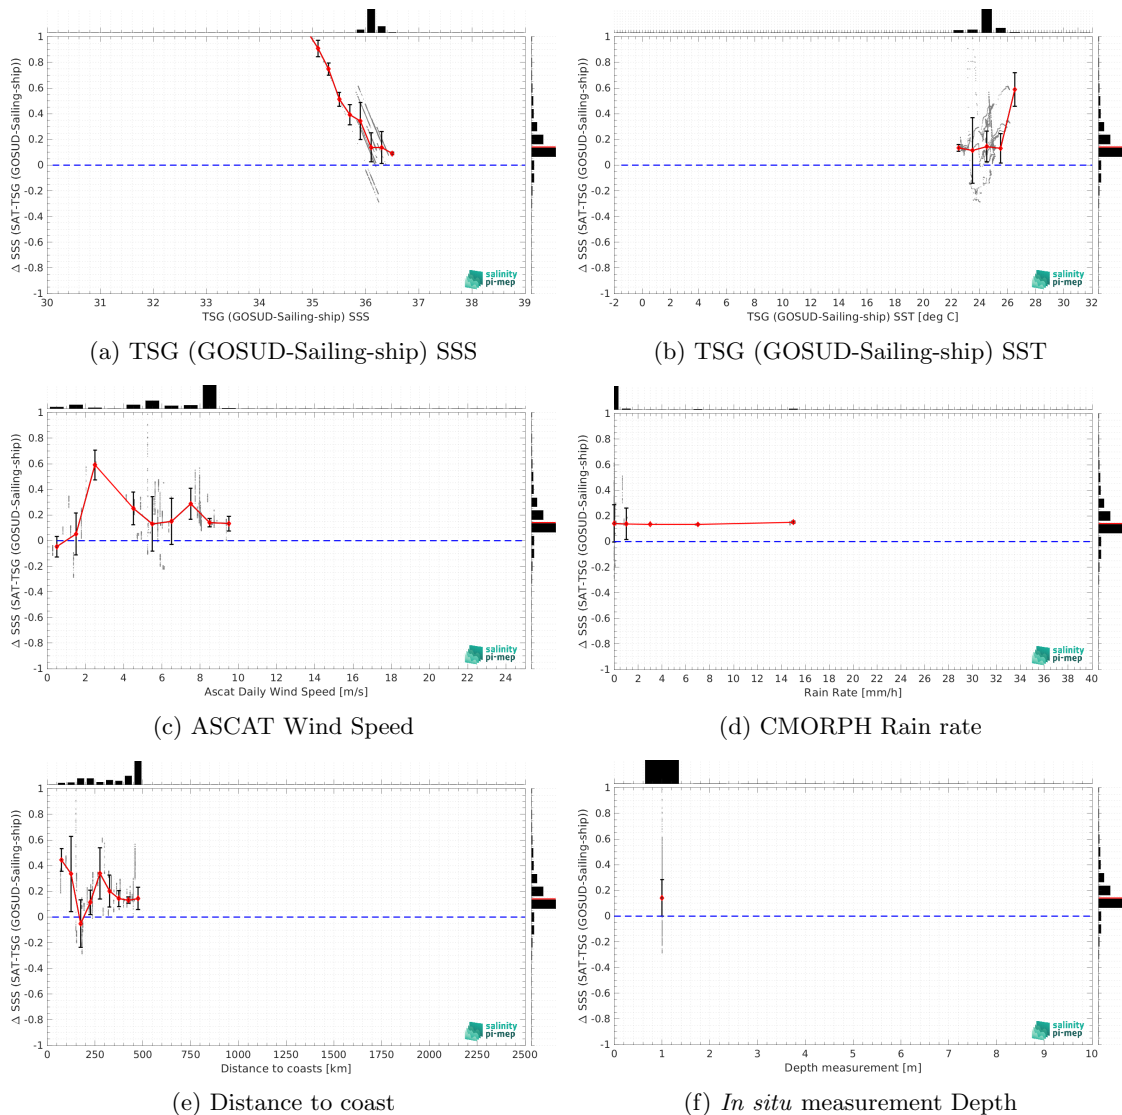 1
0.8
0.6
0.4
0.2
0
-0.2
-0.4
-0.6
-0.8
-1
Δ SSS (SAT-TSG (GOSUD-Sailing-ship))
30 31 32 33 34 35 36 37 38 39
TSG (GOSUD-Sailing-ship) SSS
salinity
pi-mep
(a) TSG (GOSUD-Sailing-ship) SSS
1
0.8
0.6
0.4
0.2
0
-0.2
-0.4
-0.6
-0.8
-1
Δ SSS (SAT-TSG (GOSUD-Sailing-ship))
-2 0 2 4 6 8 10 12 14 16 18 20 22 24 26 28 30 32
TSG (GOSUD-Sailing-ship) SST [deg C]
salinity
pi-mep
(b) TSG (GOSUD-Sailing-ship) SST
1
0.8
0.6
0.4
0.2
0
-0.2
-0.4
-0.6
-0.8
-1
Δ SSS (SAT-TSG (GOSUD-Sailing-ship))
0 2 4 6 8 10 12 14 16 18 20 22 24
Ascat Daily Wind Speed [m/s]
salinity
pi-mep
(c) ASCAT Wind Speed
1
0.8
0.6
0.4
0.2
0
-0.2
-0.4
-0.6
-0.8
-1
Δ SSS (SAT-TSG (GOSUD-Sailing-ship))
0 1 2 3 4 5 6 7 8 9 10 12 14 16 18 20 22 24 26 28 30 32 34 36 38 40
Rain Rate [mm/h]
salinity
pi-mep
(d) CMORPH Rain rate
1
0.8
0.6
0.4
0.2
0
-0.2
-0.4
-0.6
-0.8
-1
Δ SSS (SAT-TSG (GOSUD-Sailing-ship))
0 250 500 750 1000 1250 1500 1750 2000 2250 2500
Distance to coasts [km]
salinity
pi-mep
(e) Distance to coast
1
0.8
0.6
0.4
0.2
0
-0.2
-0.4
-0.6
-0.8
-1
Δ SSS (SAT-TSG (GOSUD-Sailing-ship))
0 1 2 3 4 5 6 7 8 9 10
Depth measurement [m]
salinity
pi-mep
(f) In situ measurement Depth